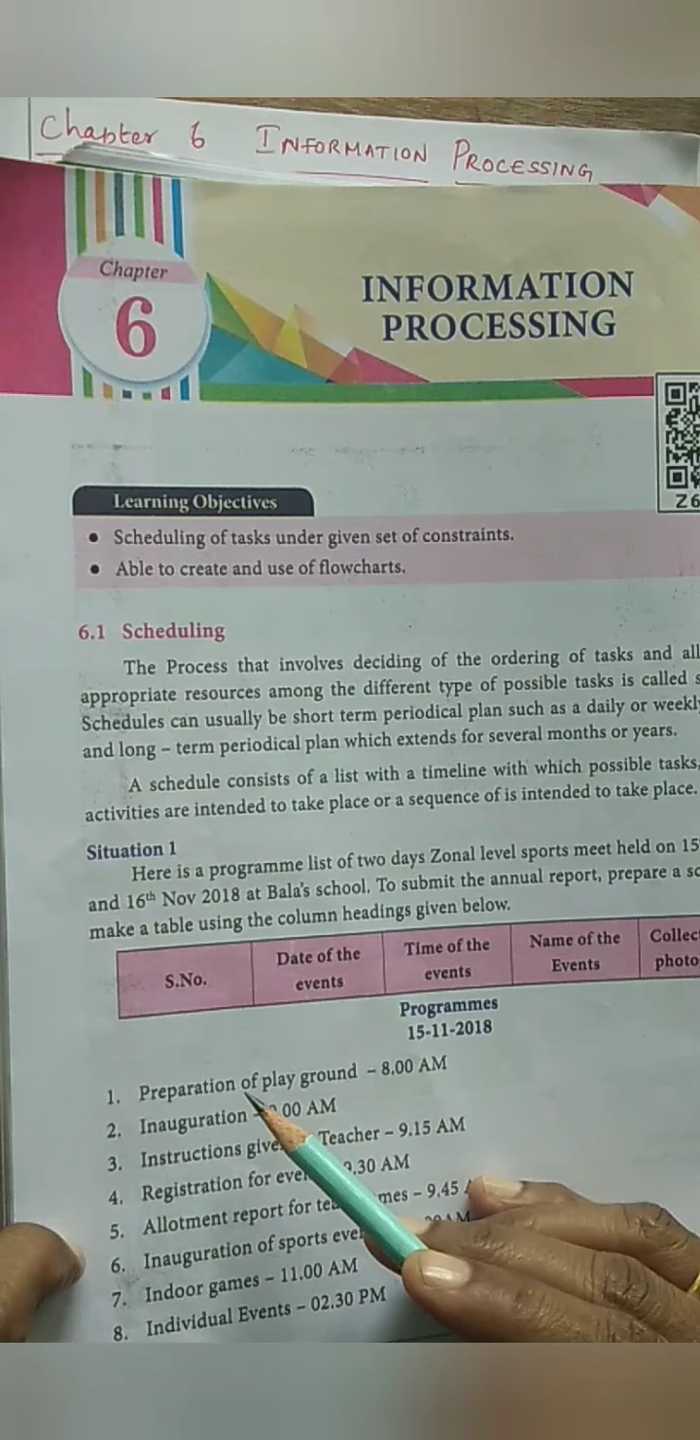 Chapter 6 INFORMATION PROCESSING
Chapter
6
INFORMATION
PROCESSING
Z6
Learning Objectives
• Scheduling of tasks under given set of constraints.
• Able to create and use of flowcharts.
6.1 Scheduling
The Process that involves deciding of the ordering of tasks and all
appropriate resources among the different type of possible tasks is called s
Schedules can usually be short term periodical plan such as a daily or weekly
and long – term periodical plan which extends for several months or years.
A schedule consists of a list with a timeline with which possible tasks,
activities are intended to take place or a sequence of is intended to take place.
Situation 1
Here is a programme list of two days Zonal level sports meet held on 15
and 16th Nov 2018 at Bala's school. To submit the annual report, prepare a sc
make a table using the column headings given below.
S.No. Date of the events Time of the events Name of the Events Collec photo
Programmes
15-11-2018
1. Preparation of play ground – 8.00 AM
2. Inauguration .00 AM
3. Instructions give Teacher – 9.15 AM
4. Registration for eve 9.30 AM
5. Allotment report for te mes – 9.45
6. Inauguration of sports eve AM
7. Indoor games – 11.00 AM
8. Individual Events – 02.30 PM